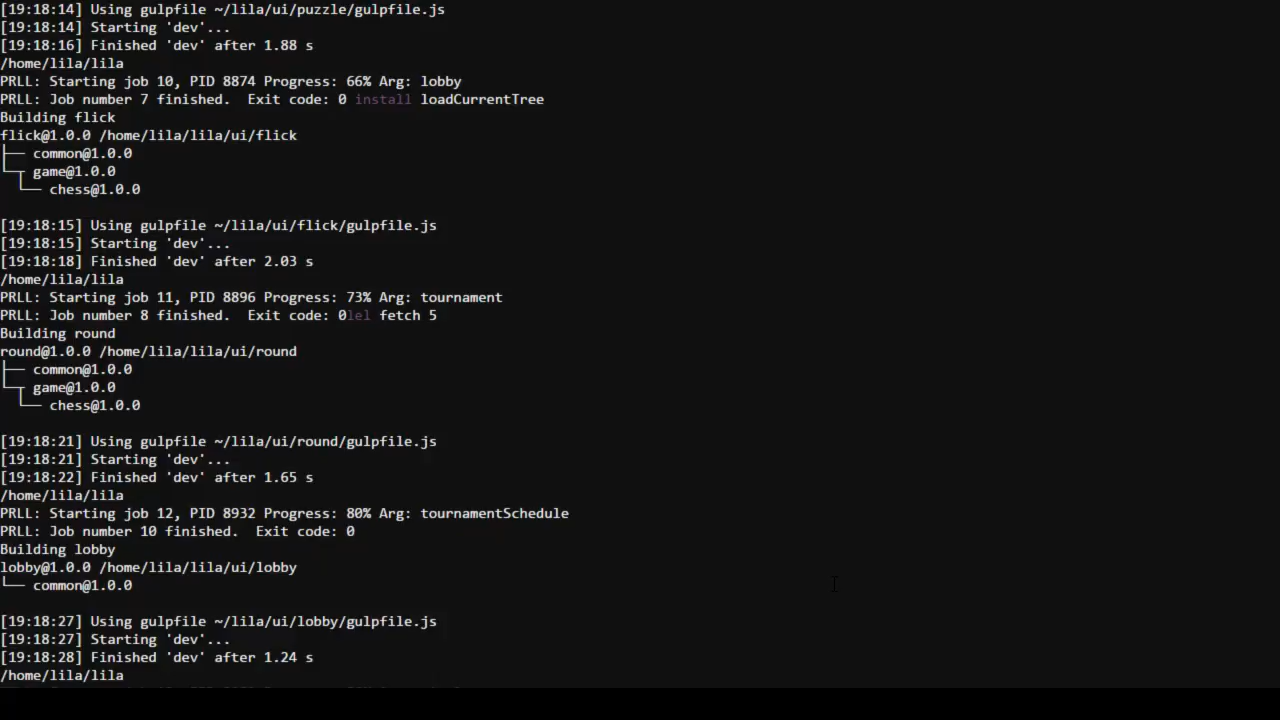 [19:18:14] Using gulpfile ~/lila/ui/puzzle/gulpfile.js
[19:18:14] Starting 'dev'...
[19:18:16] Finished 'dev' after 1.88 s
/home/lila/lila
PRLL: Starting job 10, PID 8874 Progress: 66% Arg: lobby
PRLL: Job number 7 finished.  Exit code: 0 install loadCurrentTree
Building flick
flick@1.0.0 /home/lila/lila/ui/flick
├── common@1.0.0
└─┬ game@1.0.0
  └── chess@1.0.0
[19:18:15] Using gulpfile ~/lila/ui/flick/gulpfile.js
[19:18:15] Starting 'dev'...
[19:18:18] Finished 'dev' after 2.03 s
/home/lila/lila
PRLL: Starting job 11, PID 8896 Progress: 73% Arg: tournament
PRLL: Job number 8 finished.  Exit code: 0lel fetch 5
Building round
round@1.0.0 /home/lila/lila/ui/round
├── common@1.0.0
└─┬ game@1.0.0
  └── chess@1.0.0
[19:18:21] Using gulpfile ~/lila/ui/round/gulpfile.js
[19:18:21] Starting 'dev'...
[19:18:22] Finished 'dev' after 1.65 s
/home/lila/lila
PRLL: Starting job 12, PID 8932 Progress: 80% Arg: tournamentSchedule
PRLL: Job number 10 finished.  Exit code: 0
Building lobby
lobby@1.0.0 /home/lila/lila/ui/lobby
└── common@1.0.0
[19:18:27] Using gulpfile ~/lila/ui/lobby/gulpfile.js
[19:18:27] Starting 'dev'...
[19:18:28] Finished 'dev' after 1.24 s
/home/lila/lila